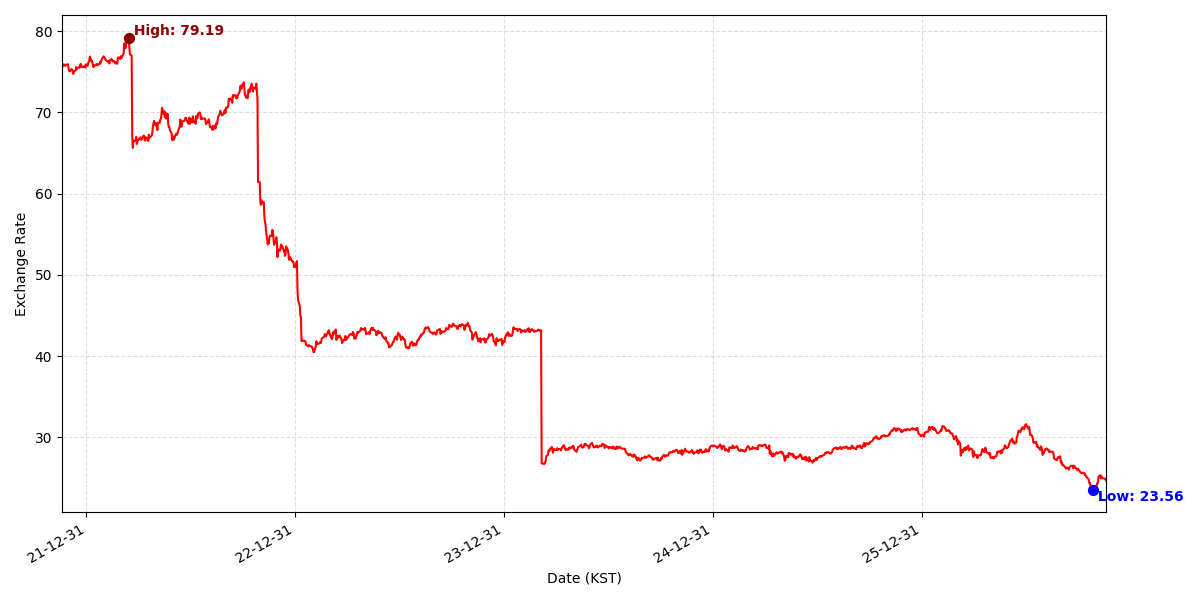 High: 79.19
80
70
60
50
40
30
Exchange Rate
Low: 23.56
21-12-31
22-12-31
23-12-31
24-12-31
25-12-31
Date (KST)